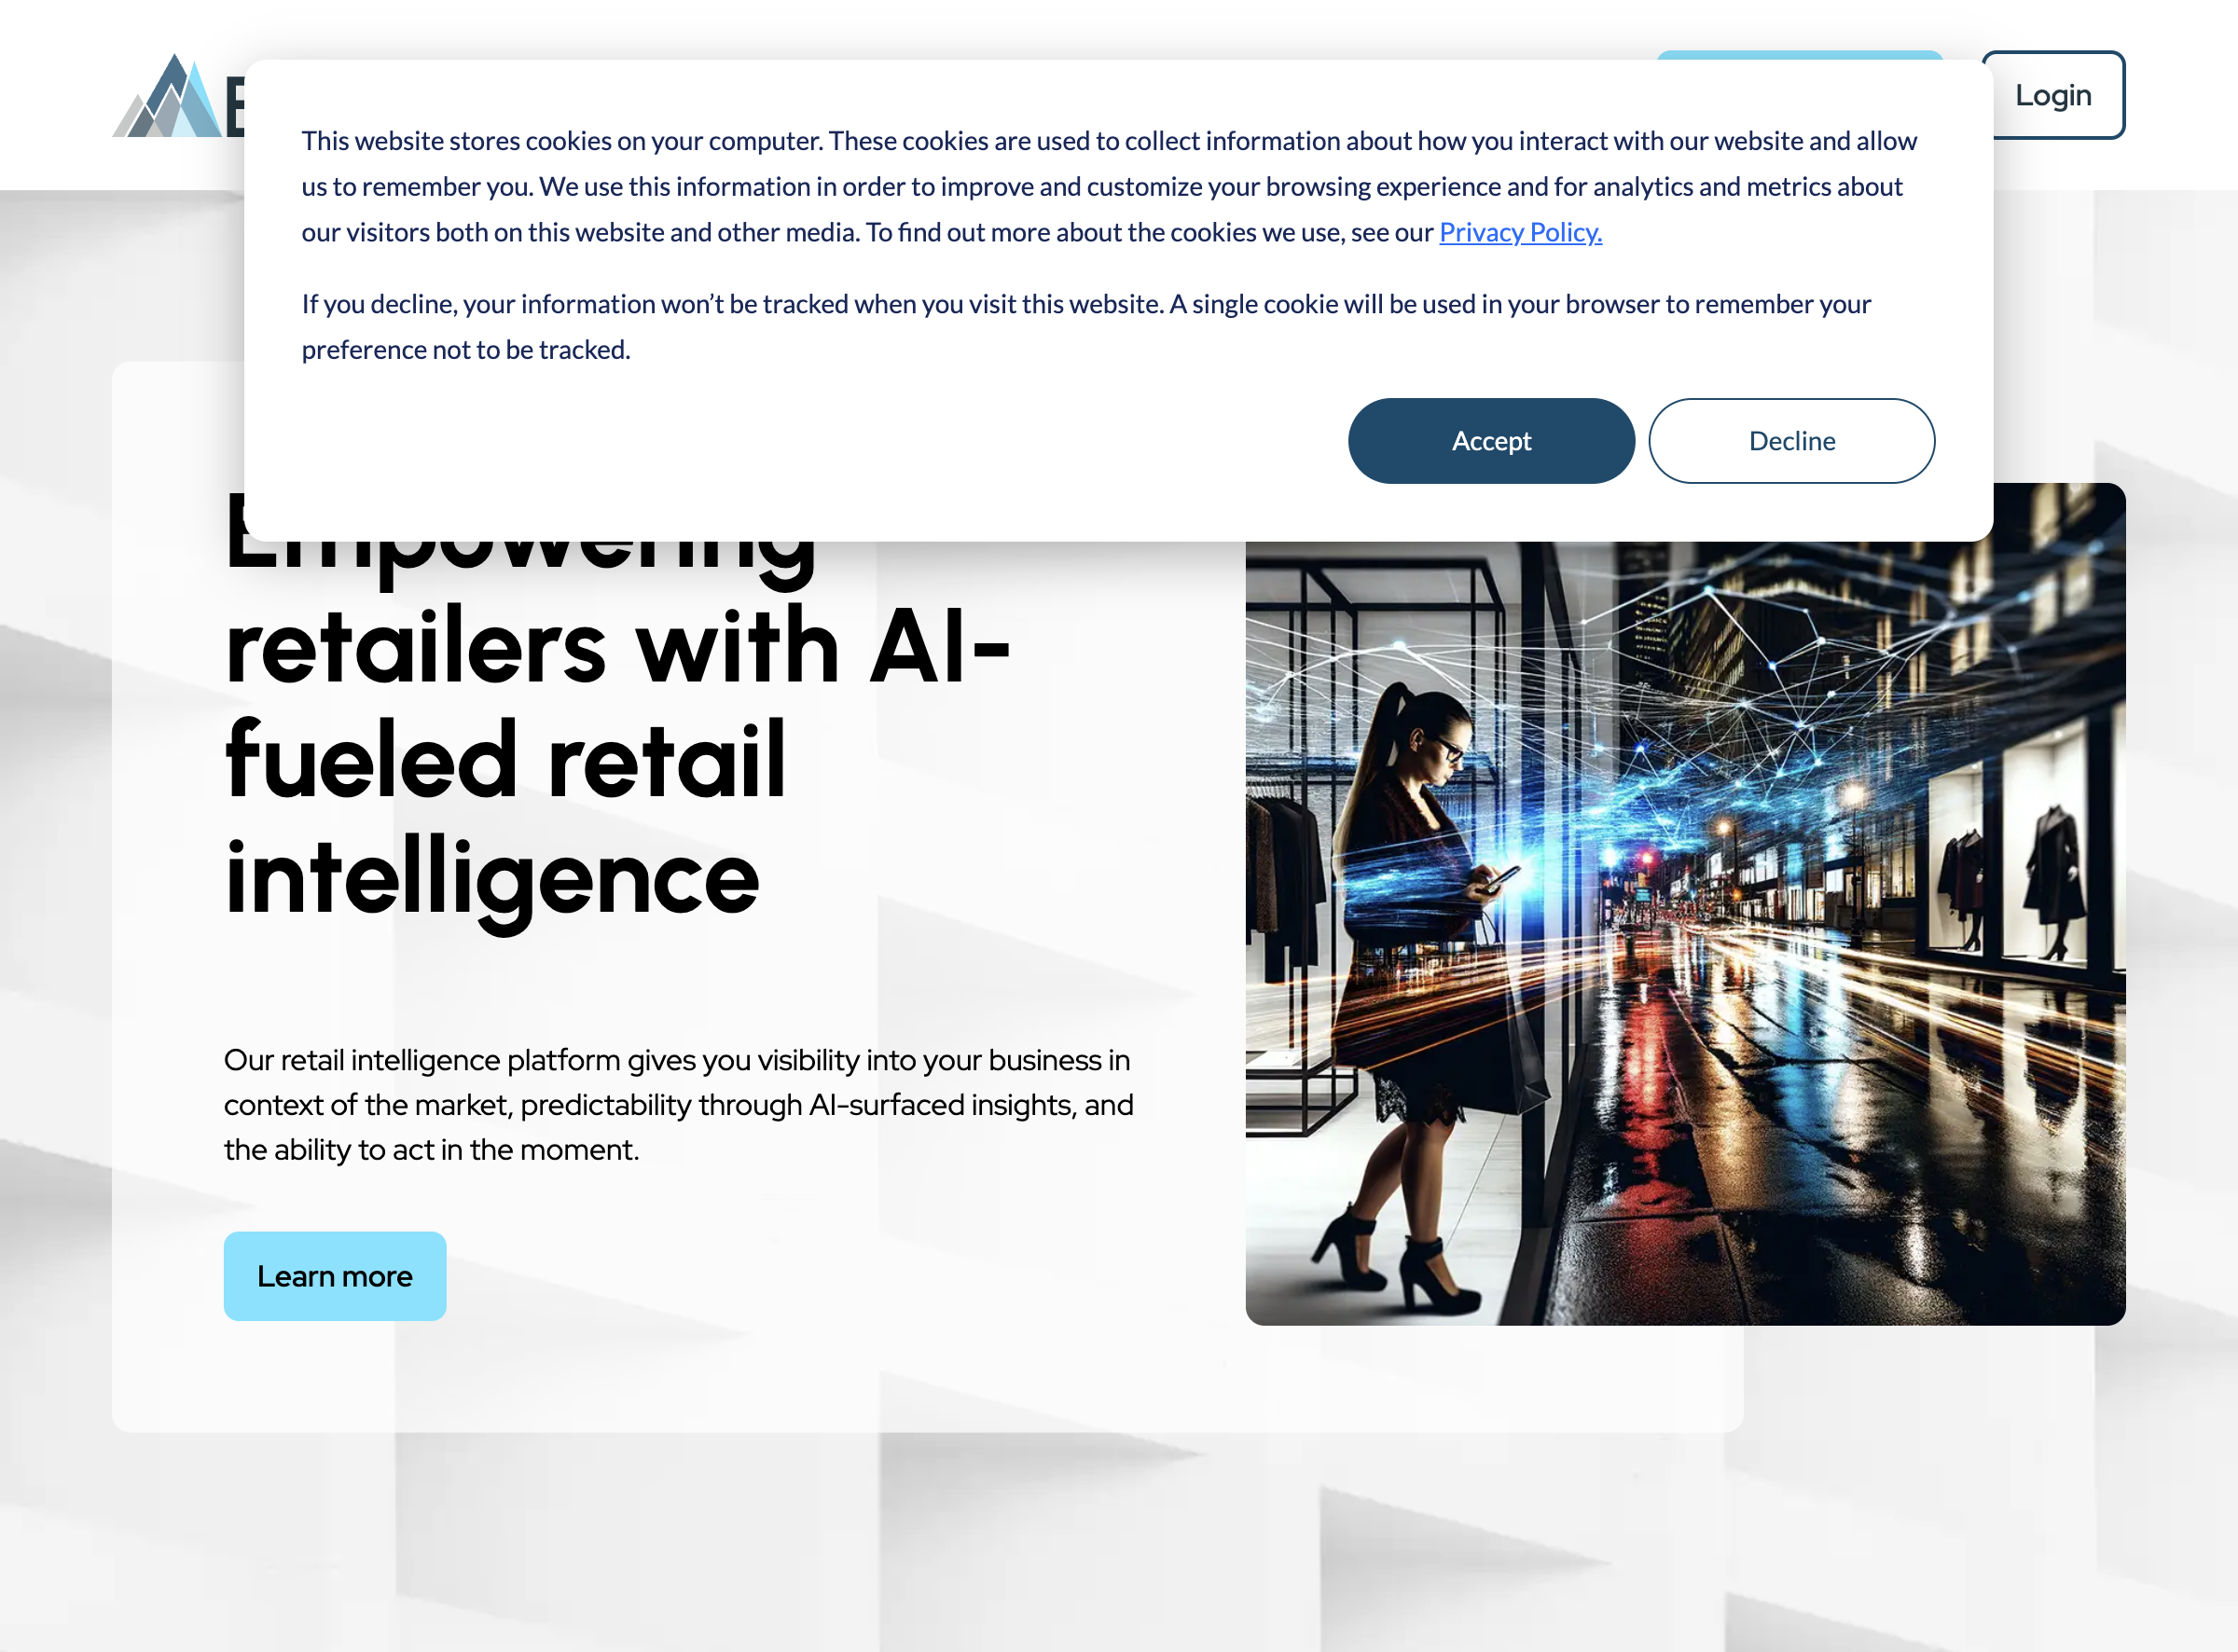 Login
This website stores cookies on your computer. These cookies are used to collect information about how you interact with our website and allow
us to remember you. We use this information in order to improve and customize your browsing experience and for analytics and metrics about
our visitors both on this website and other media. To find out more about the cookies we use, see our Privacy Policy.
If you decline, your information won’t be tracked when you visit this website. A single cookie will be used in your browser to remember your
preference not to be tracked.
Accept
Decline
Empowering
retailers with AI-
fueled retail
intelligence
Our retail intelligence platform gives you visibility into your business in
context of the market, predictability through AI-surfaced insights, and
the ability to act in the moment.
Learn more